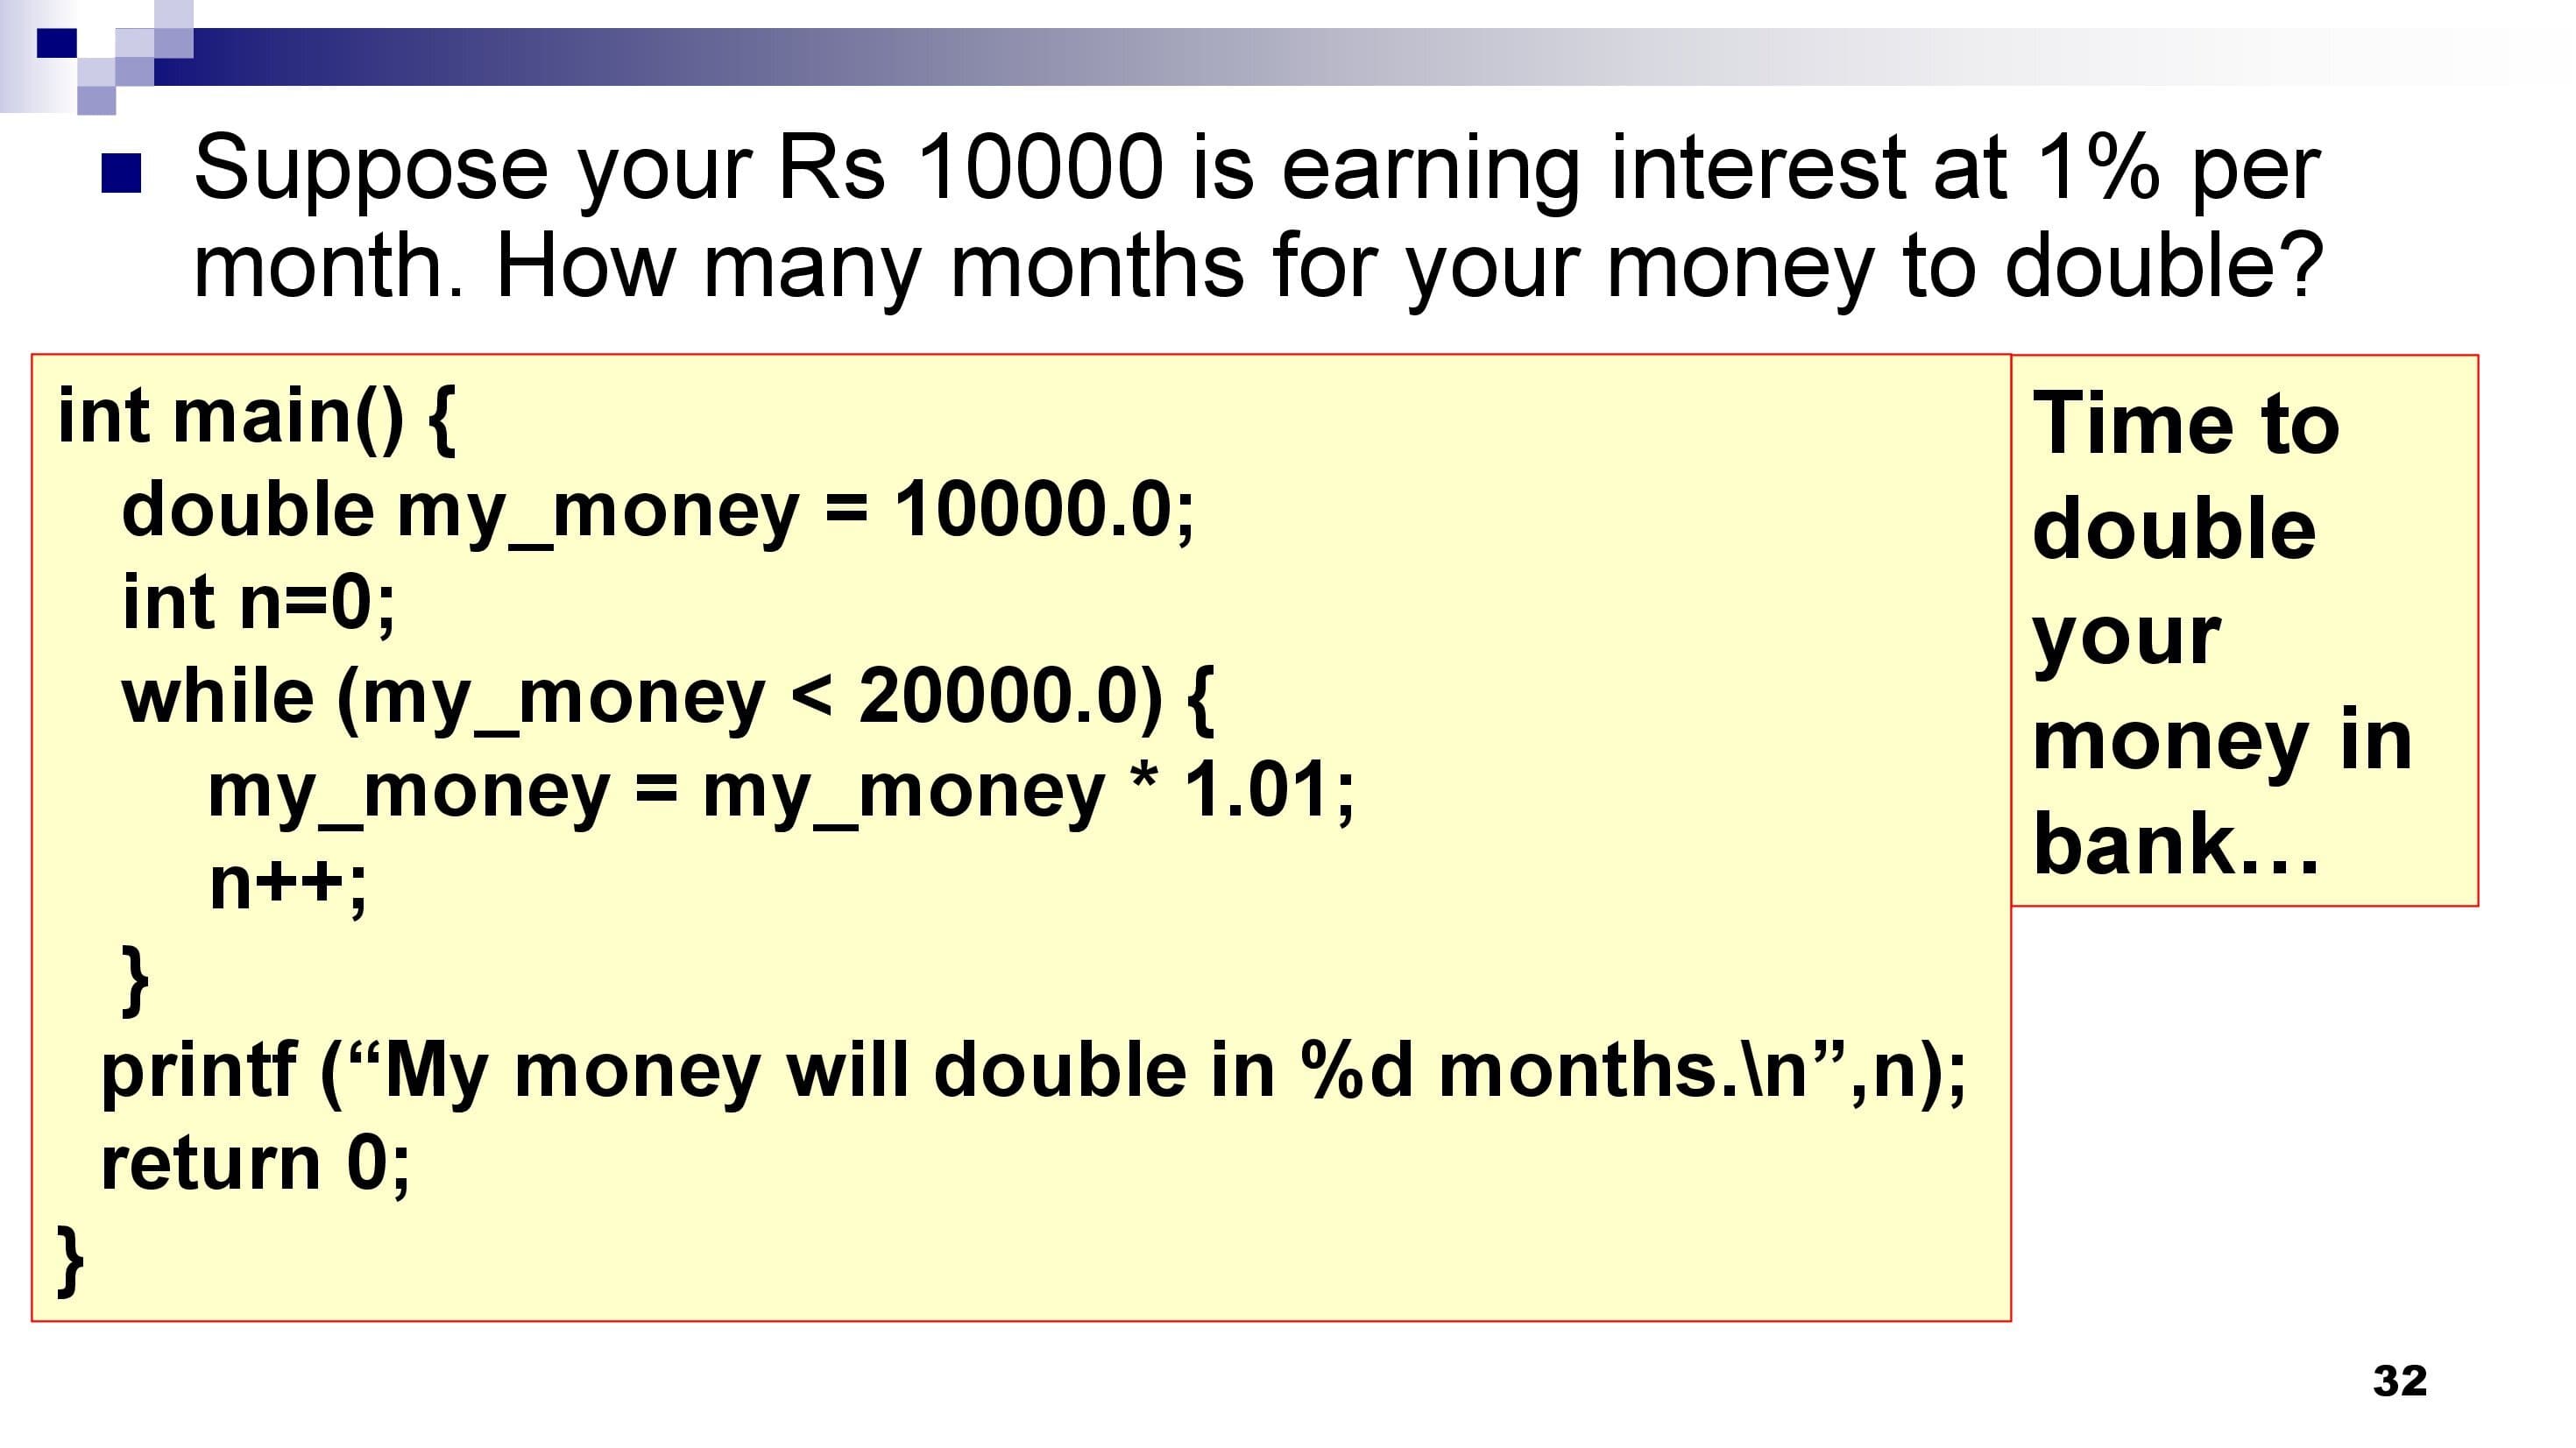 Suppose your Rs 10000 is earning interest at 1% per
month. How many months for your money to double?
int main() {
double my_money = 10000.0;
int n=0;
while (my_money < 20000.0) {
my_money = my_money * 1.01;
n++;
}
printf (“My money will double in %d months.\n”,n);
return 0;
}
Time to
double
your
money in
bank…
32